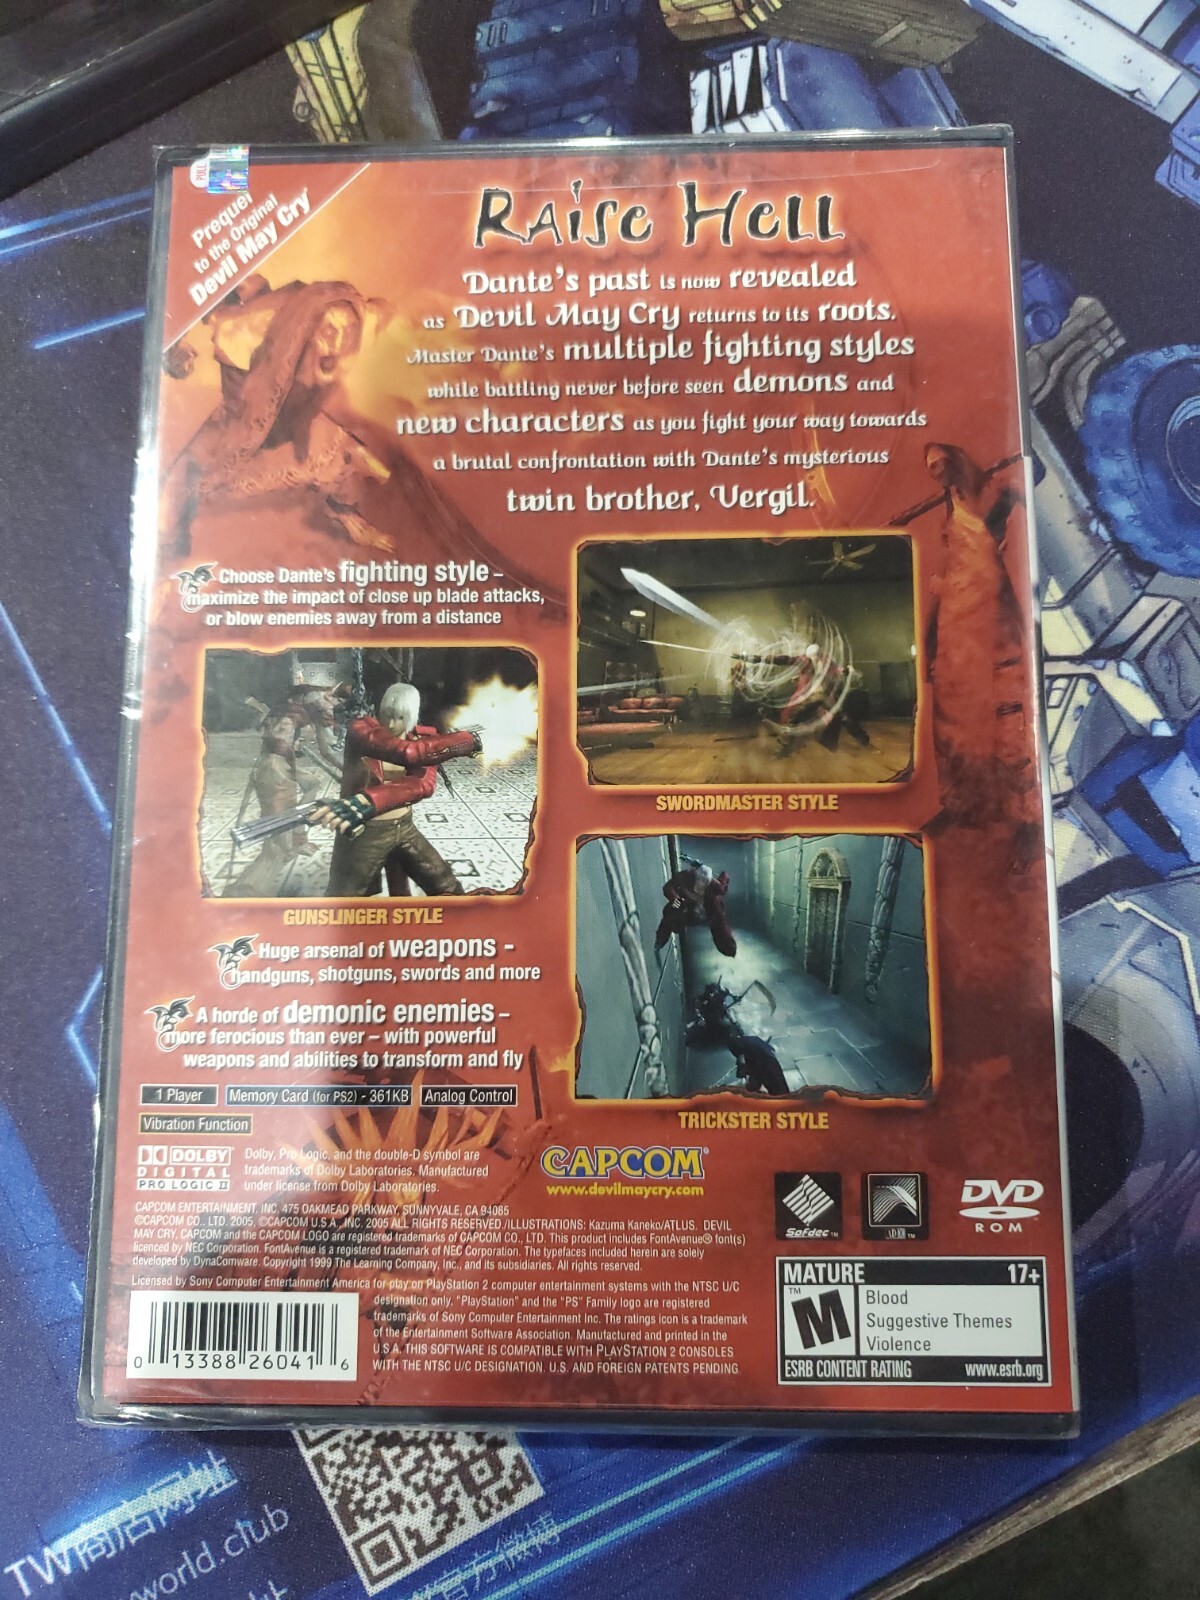 PULL
Prequel
to the Original
Devil May Cry
Raise Hell
Dante's past is now revealed
as Devil May Cry returns to its roots.
Master Dante's multiple fighting styles
while battling never before seen demons and
new characters as you fight your way towards
a brutal confrontation with Dante's mysterious
twin brother, Vergil.
Choose Dante's fighting style –
maximize the impact of close up blade attacks,
or blow enemies away from a distance
SWORDMASTER STYLE
GUNSLINGER STYLE
Huge arsenal of weapons -
handguns, shotguns, swords and more
A horde of demonic enemies –
more ferocious than ever – with powerful
weapons and abilities to transform and fly
TRICKSTER STYLE
1 Player
Memory Card (for PS2) - 361KB
Analog Control
Vibration Function
DOLBY
DIGITAL
PRO LOGIC II
Dolby, Pro Logic, and the double-D symbol are
trademarks of Dolby Laboratories. Manufactured
under license from Dolby Laboratories.
CAPCOM
www.devilmaycry.com
CAPCOM ENTERTAINMENT, INC. 475 OAKMEAD PARKWAY, SUNNYVALE, CA 94085
©CAPCOM CO., LTD. 2005, ©CAPCOM U.S.A., INC. 2005 ALL RIGHTS RESERVED./ILLUSTRATIONS: Kazuma Kaneko/ATLUS. DEVIL
MAY CRY, CAPCOM and the CAPCOM LOGO are registered trademarks of CAPCOM CO., LTD. This product includes FontAvenue® font(s)
licenced by NEC Corporation. FontAvenue is a registered trademark of NEC Corporation. The typefaces included herein are solely
developed by DynaComware. Copyright 1999 The Learning Company, Inc., and its subsidiaries. All rights reserved.
Licensed by Sony Computer Entertainment America for play on PlayStation 2 computer entertainment systems with the NTSC U/C
designation only. "PlayStation" and the "PS" Family logo are registered
trademarks of Sony Computer Entertainment Inc. The ratings icon is a trademark
of the Entertainment Software Association. Manufactured and printed in the
U.S.A. THIS SOFTWARE IS COMPATIBLE WITH PLAYSTATION 2 CONSOLES
WITH THE NTSC U/C DESIGNATION. U.S. AND FOREIGN PATENTS PENDING.
0 13388 26041 6
Sofdec™
DVD
ROM
MATURE 17+
M
Blood
Suggestive Themes
Violence
ESRB CONTENT RATING www.esrb.org
TW商店网址
world.club
官方微博